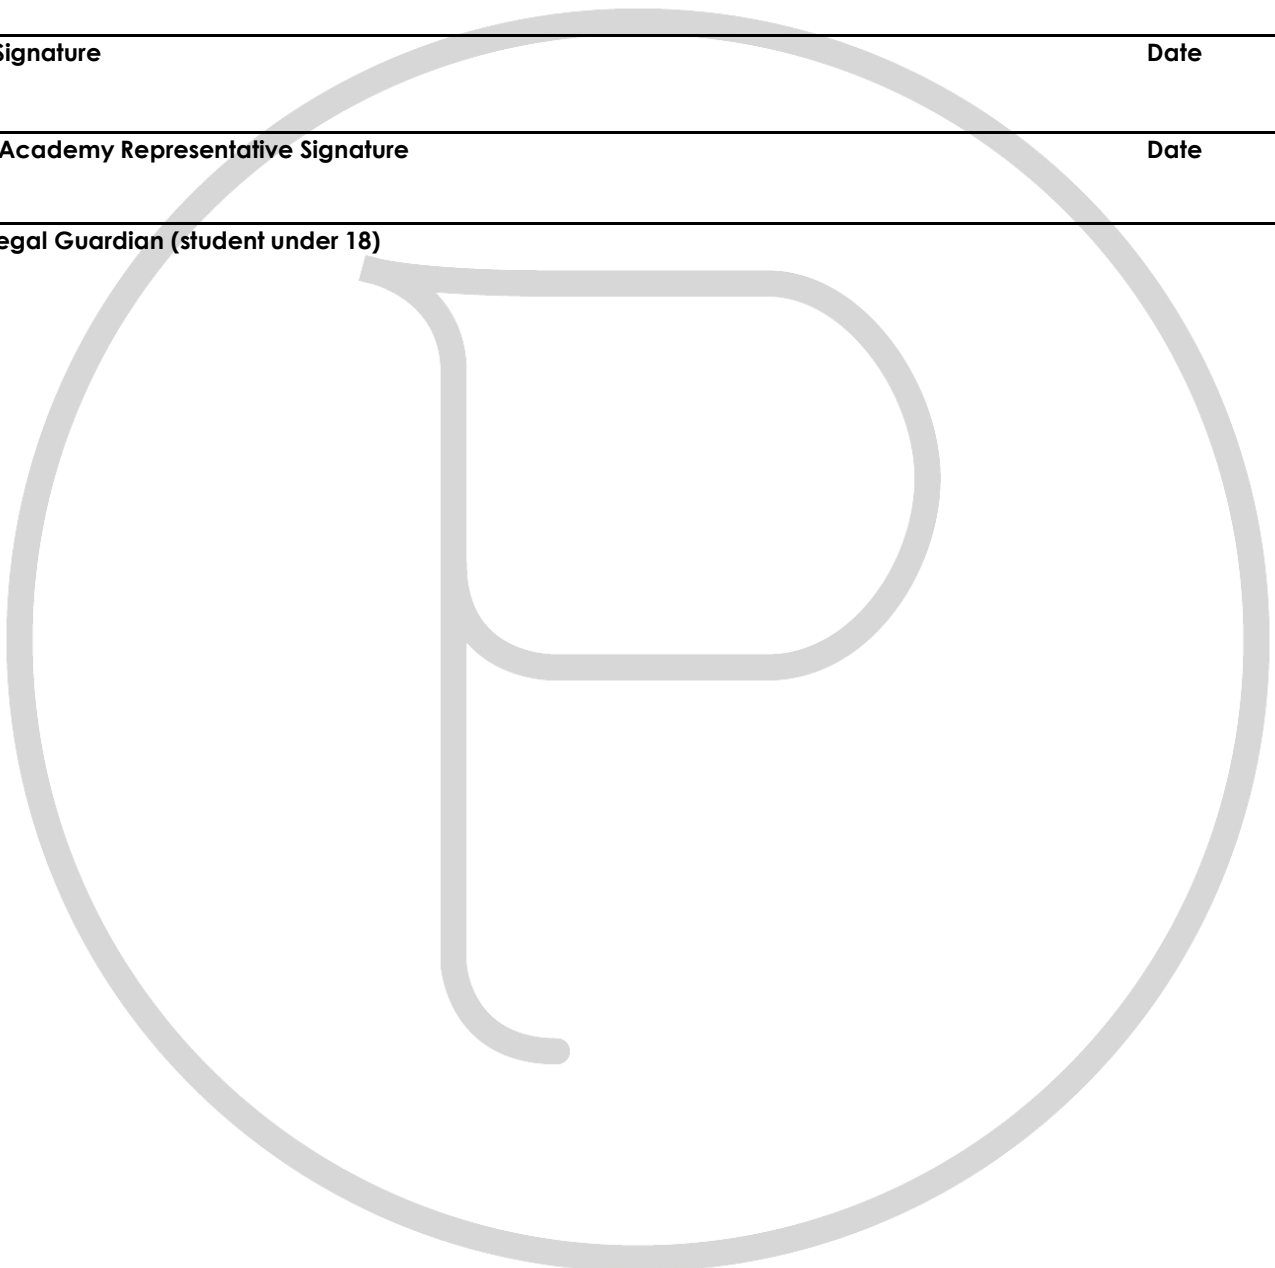 Signature Date
Academy Representative Signature Date
egal Guardian (student under 18)
P